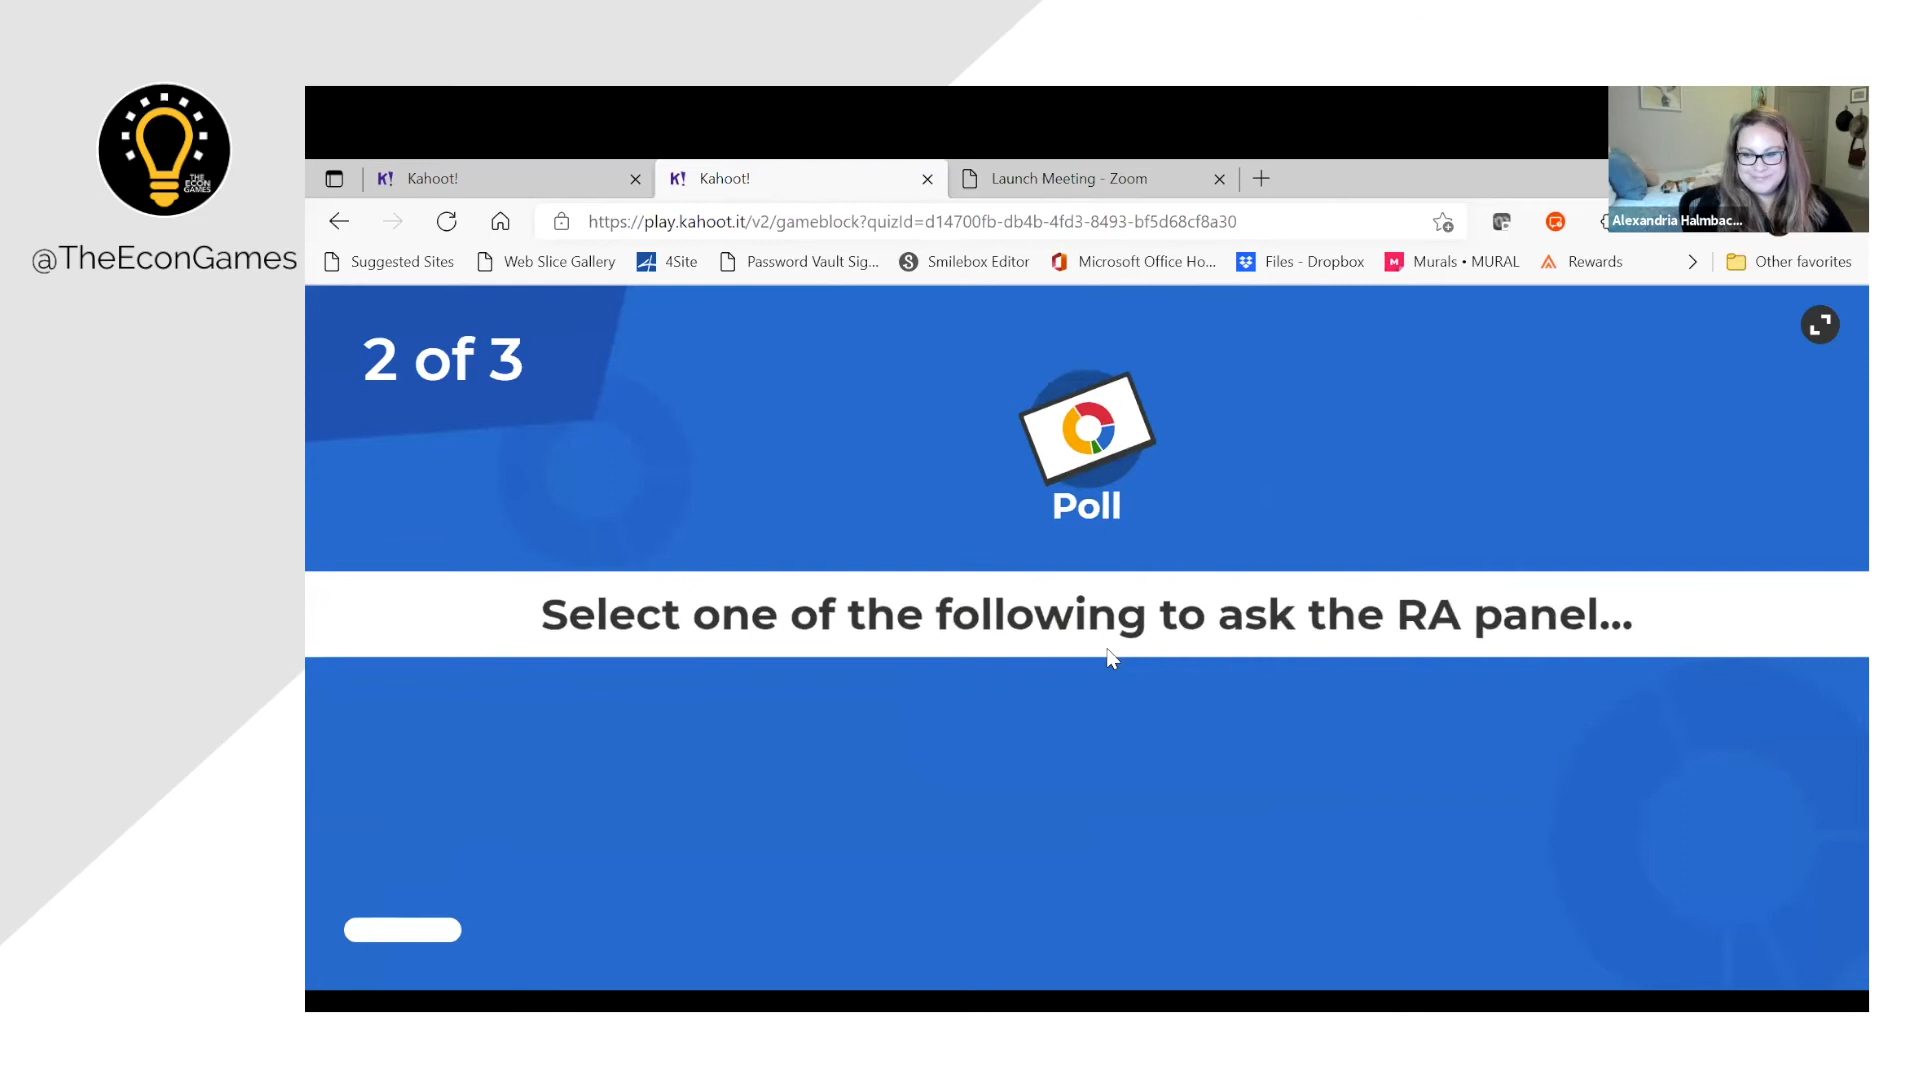 THE
ECON
GAMES
@TheEconGames
Kahoot!
Kahoot!
Launch Meeting - Zoom
https://play.kahoot.it/v2/gameblock?quizId=d14700fb-db4b-4fd3-8493-bf5d68cf8a30
Alexandria Halmbac...
Suggested Sites
Web Slice Gallery
4Site
Password Vault Sig...
Smilebox Editor
Microsoft Office Ho...
Files - Dropbox
Murals • MURAL
Rewards
Other favorites
2 of 3
Poll
Select one of the following to ask the RA panel...